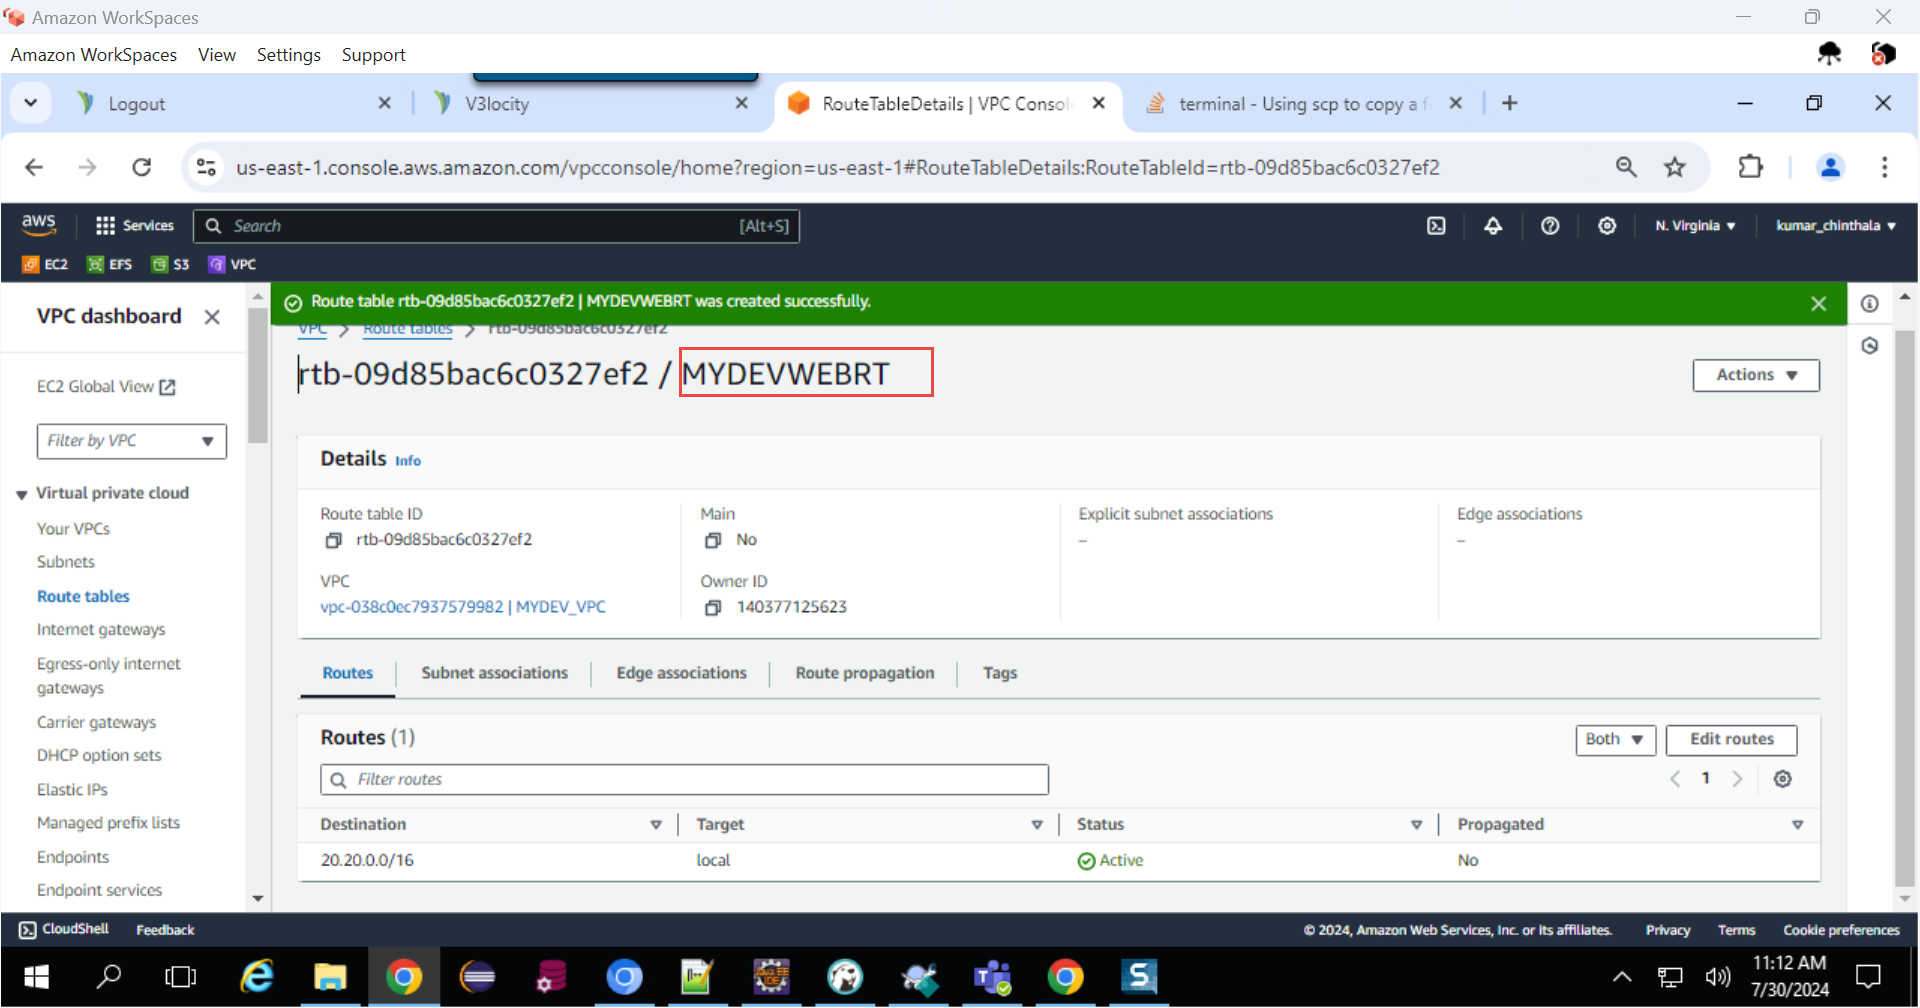 Amazon WorkSpaces
Amazon WorkSpaces View Settings Support
Logout
V3locity
RouteTableDetails | VPC Consol
terminal - Using scp to copy a f
us-east-1.console.aws.amazon.com/vpcconsole/home?region=us-east-1#RouteTableDetails:RouteTableId=rtb-09d85bac6c0327ef2
aws Services Search [Alt+S] N. Virginia kumar_chinthala
EC2 EFS S3 VPC
VPC dashboard
EC2 Global View
Filter by VPC
Virtual private cloud
Your VPCs
Subnets
Route tables
Internet gateways
Egress-only internet
gateways
Carrier gateways
DHCP option sets
Elastic IPs
Managed prefix lists
Endpoints
Endpoint services
Route table rtb-09d85bac6c0327ef2 | MYDEVWEBRT was created successfully.
VPC Route tables rtb-09d85bac6c0327ef2
rtb-09d85bac6c0327ef2 / MYDEVWEBRT
Actions
Details Info
Route table ID
rtb-09d85bac6c0327ef2
Main
No
Explicit subnet associations
–
Edge associations
–
VPC
vpc-038c0ec7937579982 | MYDEV_VPC
Owner ID
140377125623
Routes Subnet associations Edge associations Route propagation Tags
Routes (1)
Both Edit routes
Filter routes
1
Destination Target Status Propagated
20.20.0.0/16 local Active No
CloudShell Feedback © 2024, Amazon Web Services, Inc. or its affiliates. Privacy Terms Cookie preferences
11:12 AM
7/30/2024